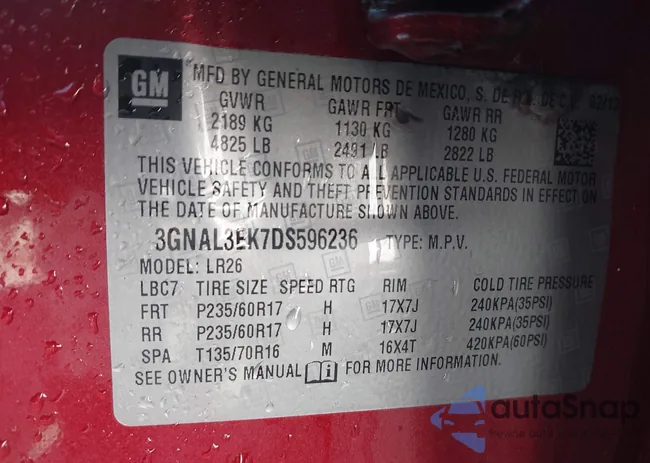 GM
MFD BY GENERAL MOTORS DE MEXICO, S. DE R.L. DE C.V. 02/13
GVWR GAWR FRT GAWR RR
2189 KG 1130 KG 1280 KG
4825 LB 2491 LB 2822 LB
THIS VEHICLE CONFORMS TO ALL APPLICABLE U.S. FEDERAL MOTOR
VEHICLE SAFETY AND THEFT PREVENTION STANDARDS IN EFFECT ON
THE DATE OF MANUFACTURE SHOWN ABOVE.
3GNAL3EK7DS596236 TYPE: M.P.V.
MODEL: LR26
LBC7 TIRE SIZE SPEED RTG RIM COLD TIRE PRESSURE
FRT P235/60R17 H 17X7J 240KPA(35PSI)
RR P235/60R17 H 17X7J 240KPA(35PSI)
SPA T135/70R16 M 16X4T 420KPA(60PSI)
SEE OWNER'S MANUAL FOR MORE INFORMATION.
autaSnap